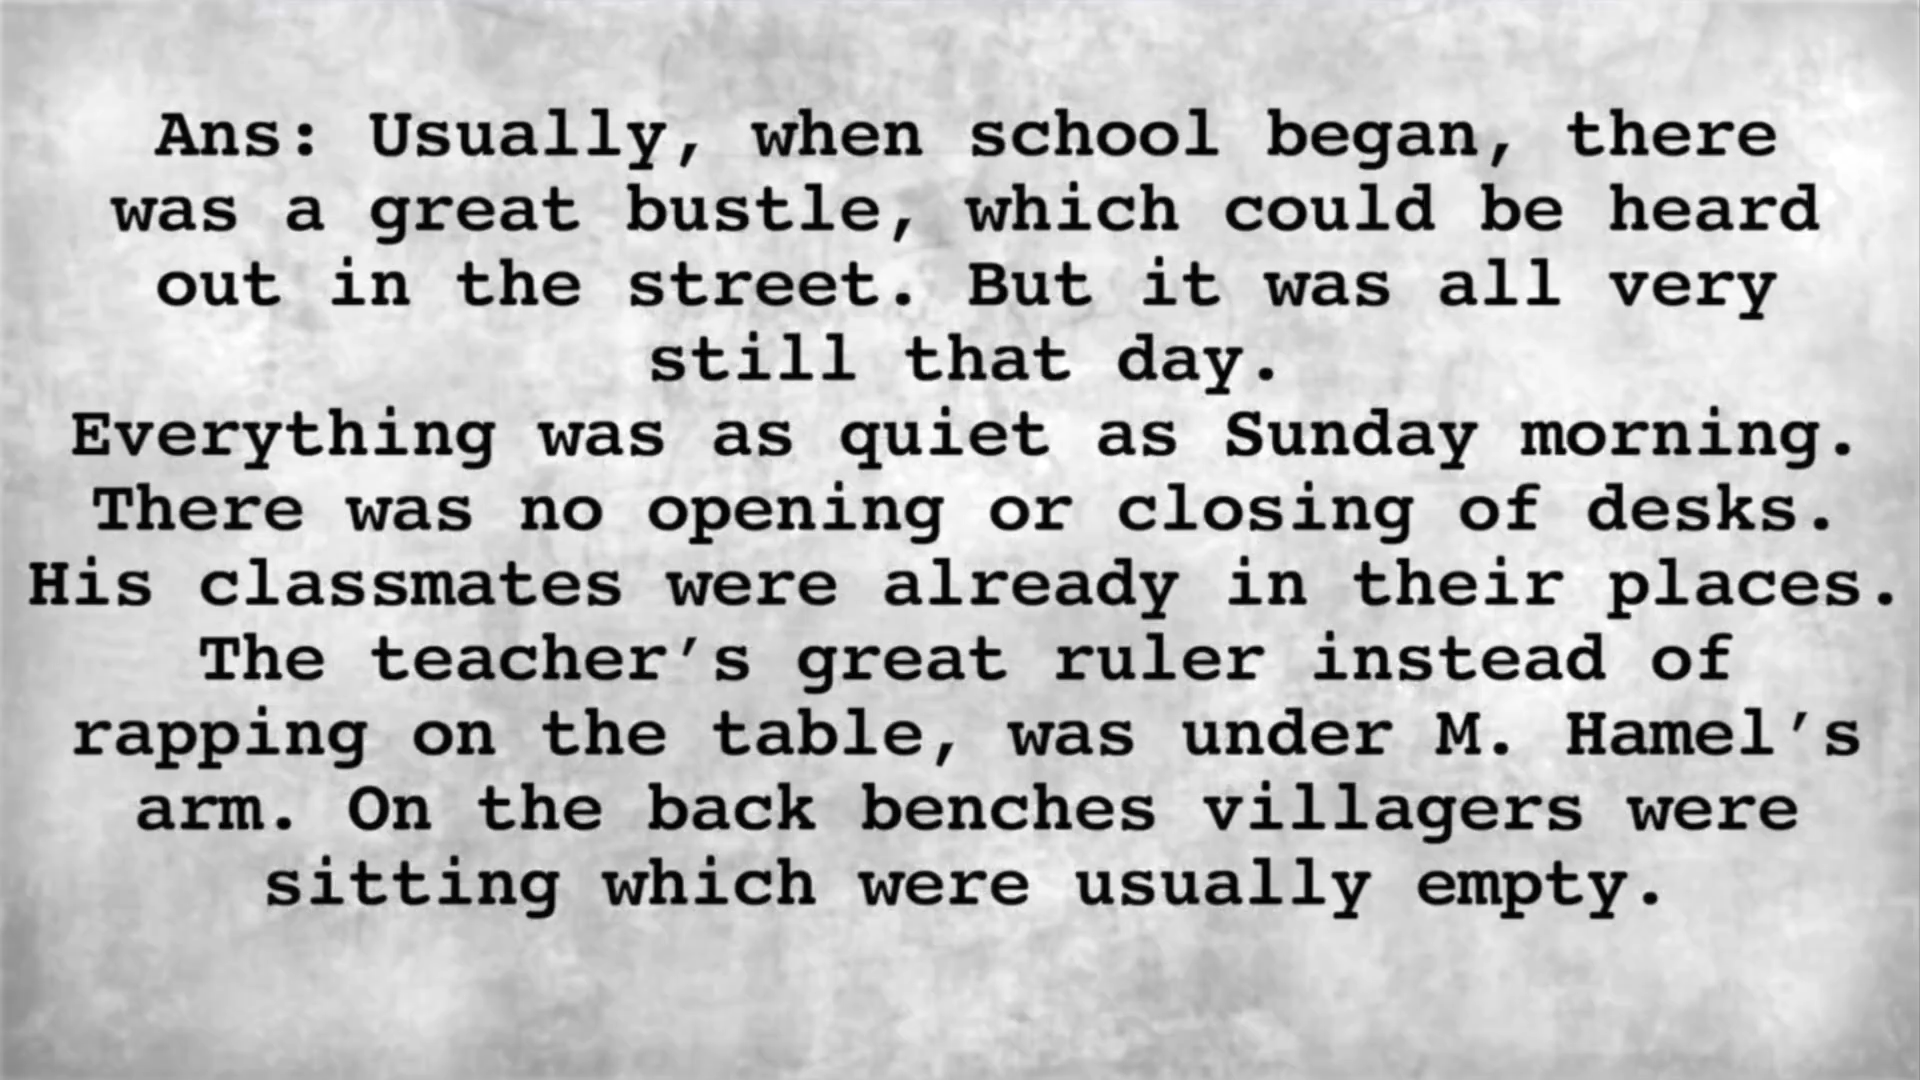 Ans: Usually, when school began, there
was a great bustle, which could be heard
out in the street. But it was all very
still that day.
Everything was as quiet as Sunday morning.
There was no opening or closing of desks.
His classmates were already in their places.
The teacher’s great ruler instead of
rapping on the table, was under M. Hamel’s
arm. On the back benches villagers were
sitting which were usually empty.